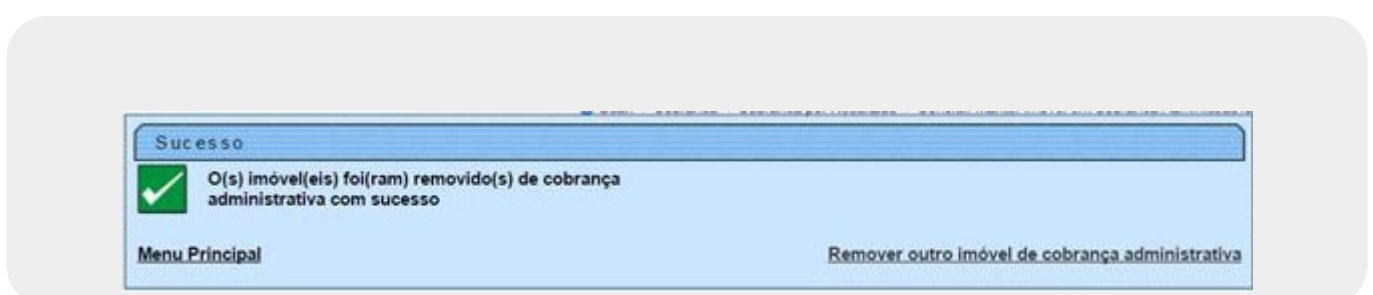 Sucesso
O(s) imóvel(eis) foi(ram) removido(s) de cobrança
administrativa com sucesso
Menu Principal
Remover outro imóvel de cobrança administrativa